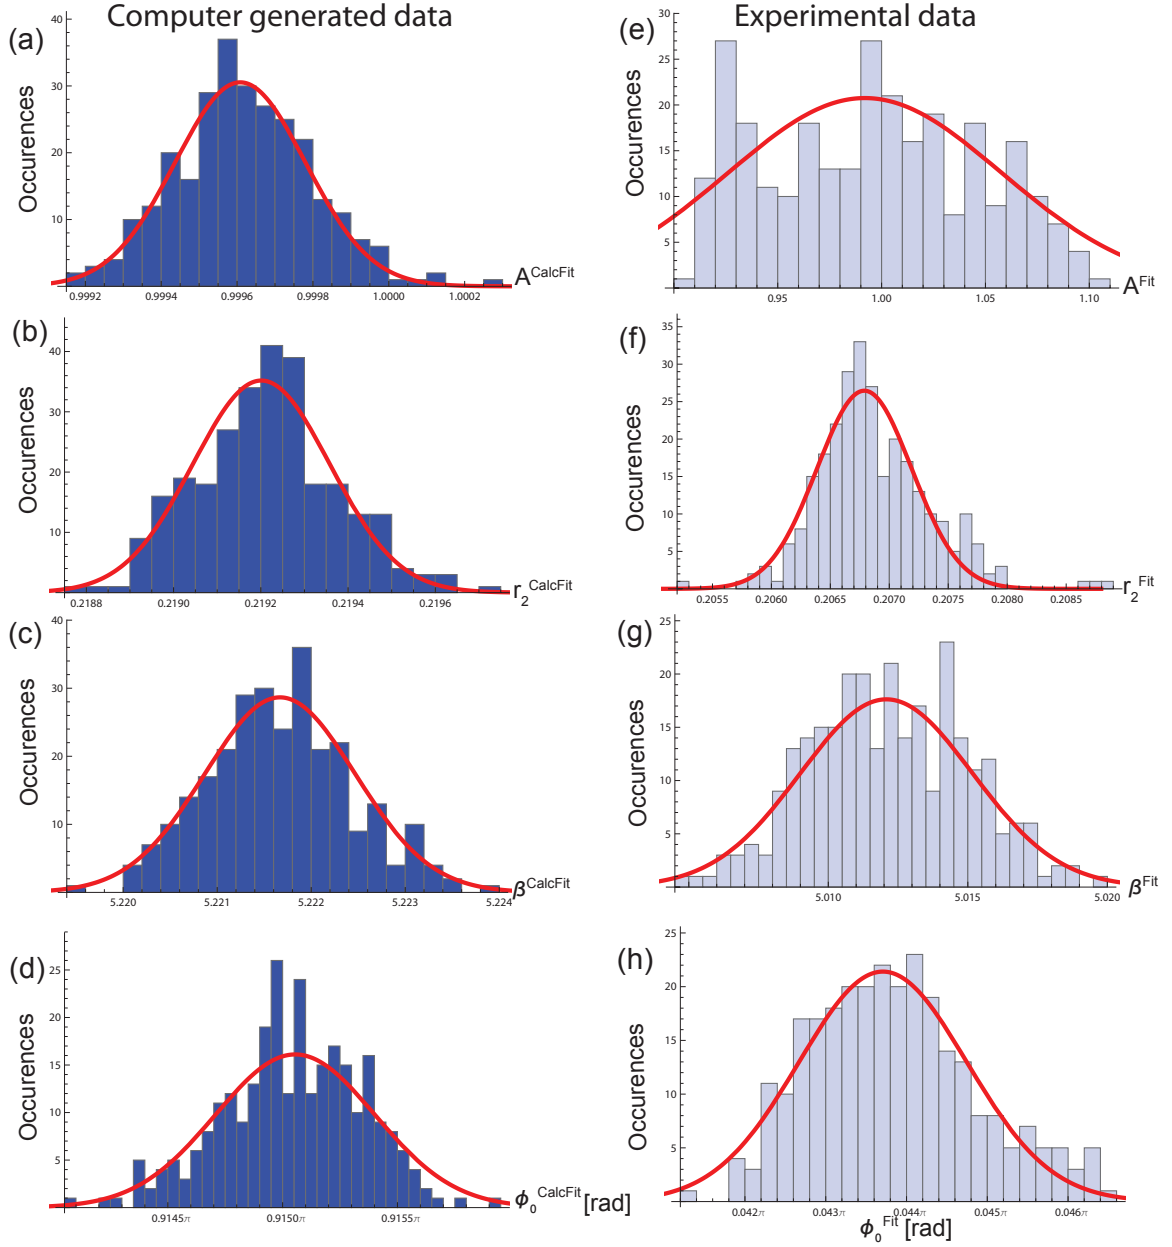 Computer generated data
Experimental data
(a)
Occurences
40
30
20
10
0.9992 0.9994 0.9996 0.9998 1.0000 1.0002
A^CalcFit
(e)
Occurences
30
25
20
15
10
5
0.95 1.00 1.05 1.10
A^Fit
(b)
Occurences
50
40
30
20
10
0.2188 0.2190 0.2192 0.2194 0.2196
r_2^CalcFit
(f)
Occurences
35
30
25
20
15
10
5
0.2055 0.2060 0.2065 0.2070 0.2075 0.2080 0.2085
r_2^Fit
(c)
Occurences
40
30
20
10
5.220 5.221 5.222 5.223 5.224
β^CalcFit
(g)
Occurences
25
20
15
10
5
5.010 5.015 5.020
β^Fit
(d)
Occurences
25
20
15
10
5
0.9145π 0.9150π 0.9155π
ϕ_0^CalcFit [rad]
(h)
Occurences
25
20
15
10
5
0.042π 0.043π 0.044π 0.045π 0.046π
ϕ_0^Fit [rad]